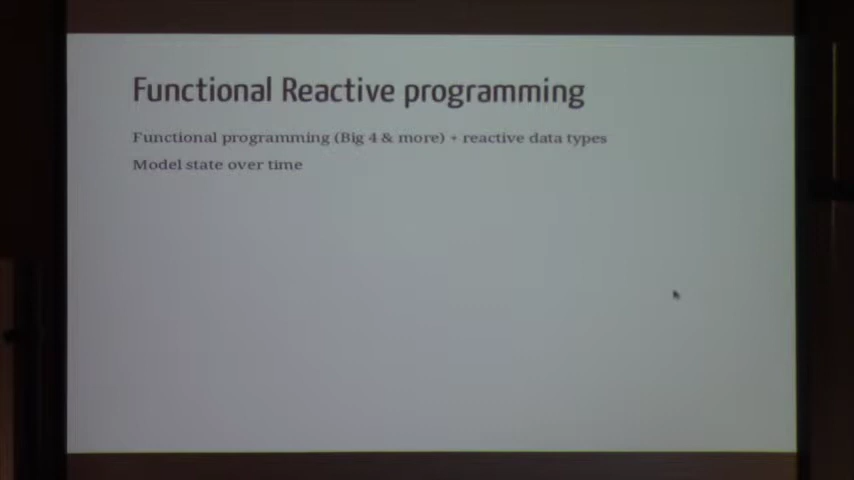 Functional Reactive programming
Functional programming (Big 4 & more) + reactive data types
Model state over time